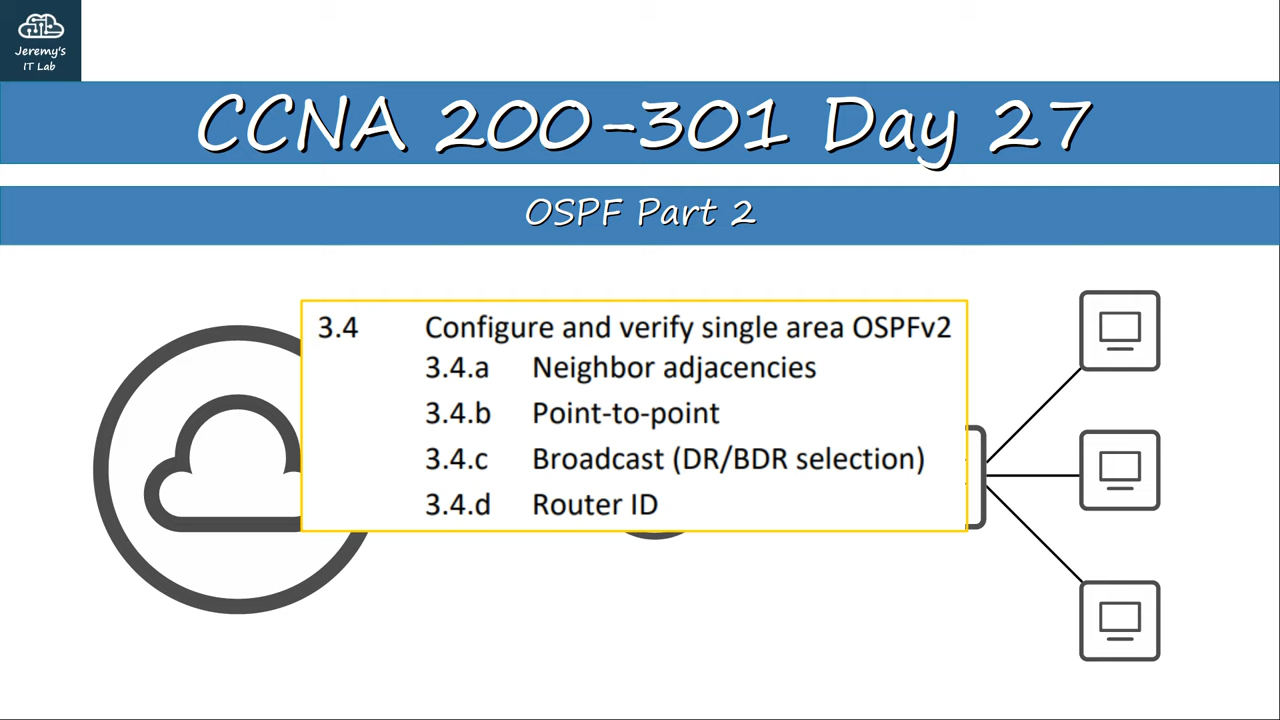 Jeremy's
IT Lab
CCNA 200-301 Day 27
OSPF Part 2
3.4 Configure and verify single area OSPFv2
3.4.a Neighbor adjacencies
3.4.b Point-to-point
3.4.c Broadcast (DR/BDR selection)
3.4.d Router ID